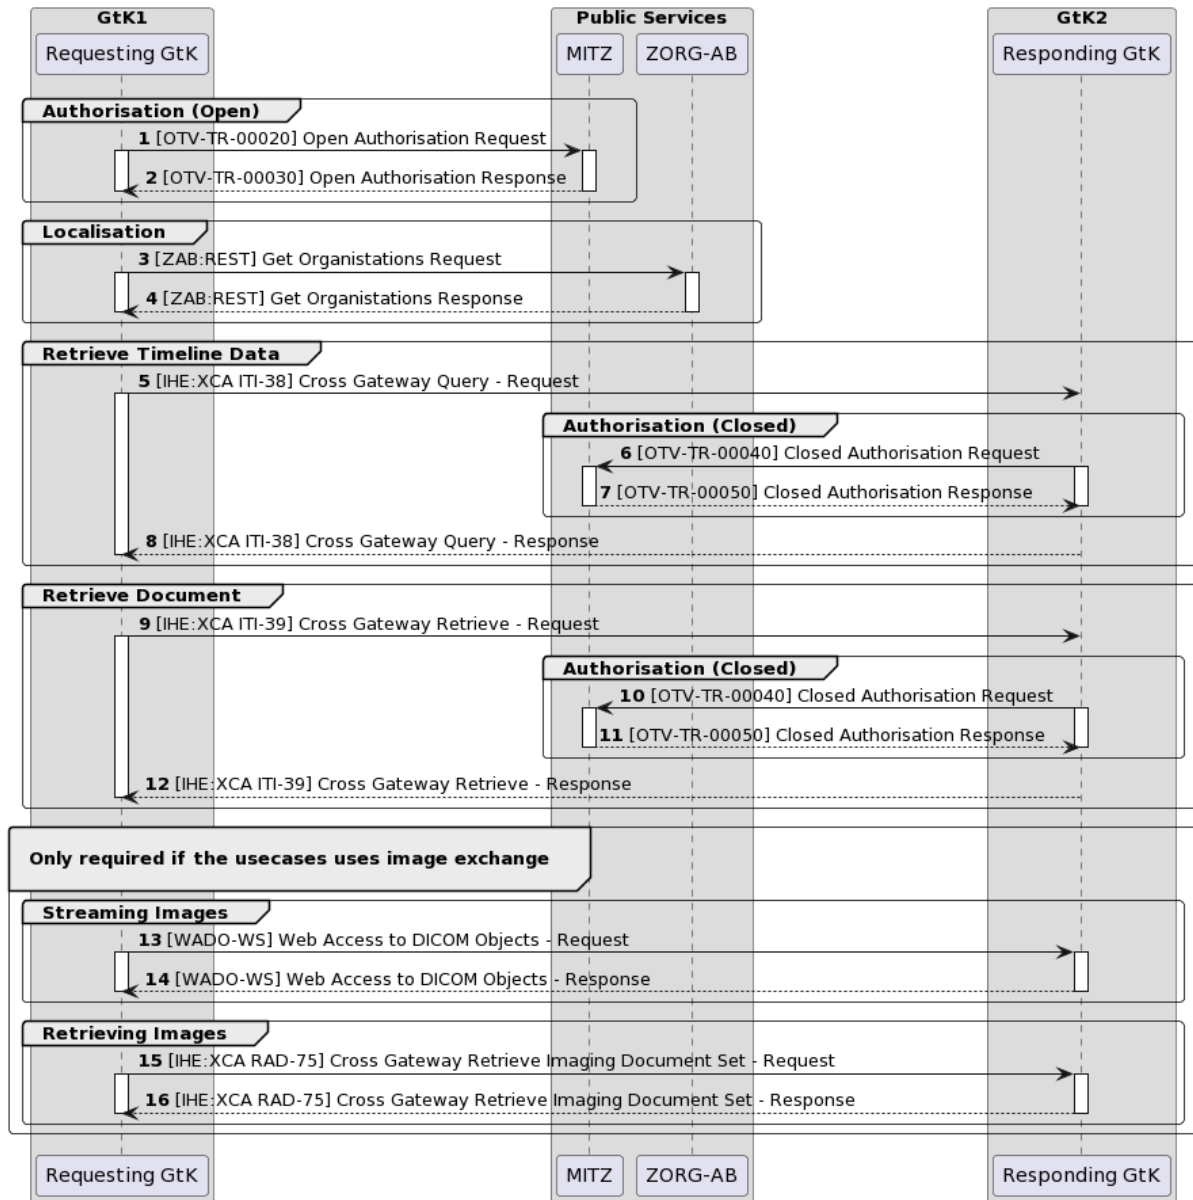 GtK1
Public Services
GtK2
Requesting GtK
MITZ
ZORG-AB
Responding GtK
Authorisation (Open)
1 [OTV-TR-00020] Open Authorisation Request
2 [OTV-TR-00030] Open Authorisation Response
Localisation
3 [ZAB:REST] Get Organistations Request
4 [ZAB:REST] Get Organistations Response
Retrieve Timeline Data
5 [IHE:XCA ITI-38] Cross Gateway Query - Request
Authorisation (Closed)
6 [OTV-TR-00040] Closed Authorisation Request
7 [OTV-TR-00050] Closed Authorisation Response
8 [IHE:XCA ITI-38] Cross Gateway Query - Response
Retrieve Document
9 [IHE:XCA ITI-39] Cross Gateway Retrieve - Request
Authorisation (Closed)
10 [OTV-TR-00040] Closed Authorisation Request
11 [OTV-TR-00050] Closed Authorisation Response
12 [IHE:XCA ITI-39] Cross Gateway Retrieve - Response
Only required if the usecases uses image exchange
Streaming Images
13 [WADO-WS] Web Access to DICOM Objects - Request
14 [WADO-WS] Web Access to DICOM Objects - Response
Retrieving Images
15 [IHE:XCA RAD-75] Cross Gateway Retrieve Imaging Document Set - Request
16 [IHE:XCA RAD-75] Cross Gateway Retrieve Imaging Document Set - Response
Requesting GtK
MITZ
ZORG-AB
Responding GtK